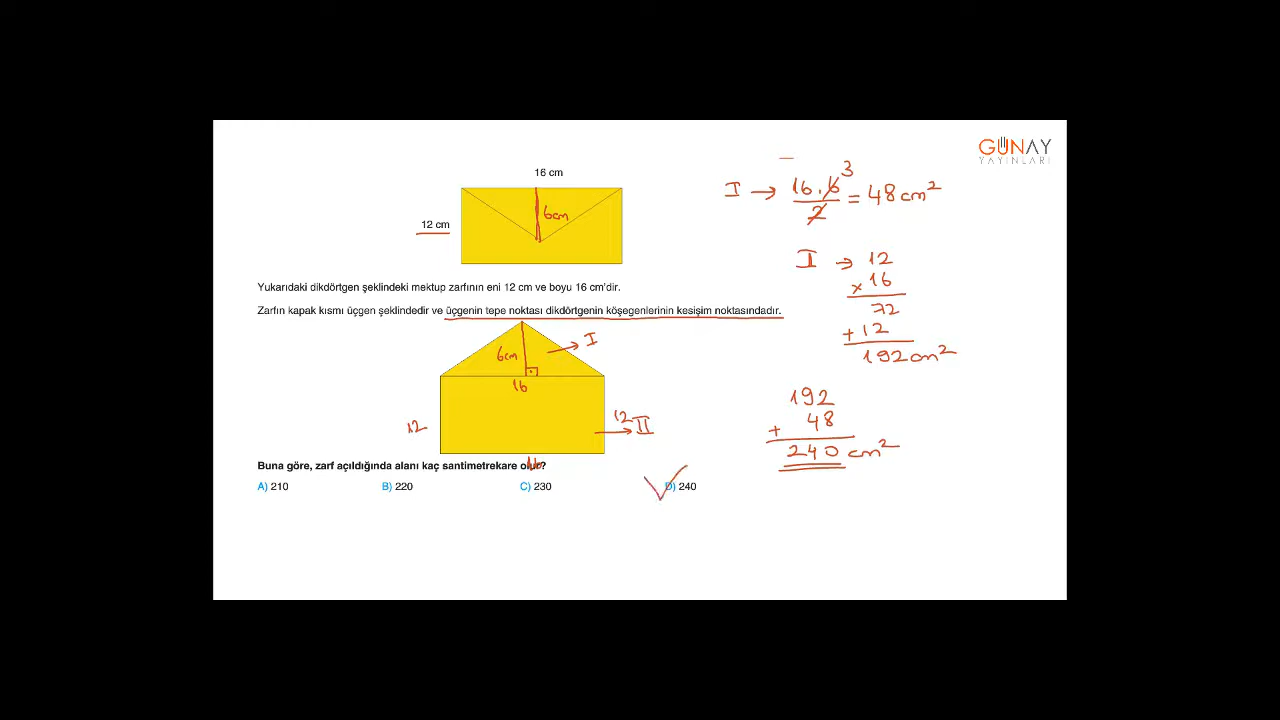 GÜNAY
YAYINLARI
16 cm
12 cm
6cm
Yukarıdaki dikdörtgen şeklindeki mektup zarfının eni 12 cm ve boyu 16 cm'dir.
Zarfın kapak kısmı üçgen şeklindedir ve üçgenin tepe noktası dikdörtgenin köşegenlerinin kesişim noktasındadır.
6cm
I
16
12
12
II
16
Buna göre, zarf açıldığında alanı kaç santimetrekare olur?
A) 210 B) 220 C) 230 D) 240
I → 16 . 6 3
2 = 48 cm²
II → 12
x 16
72
+ 12
192 cm²
192
+ 48
240 cm²